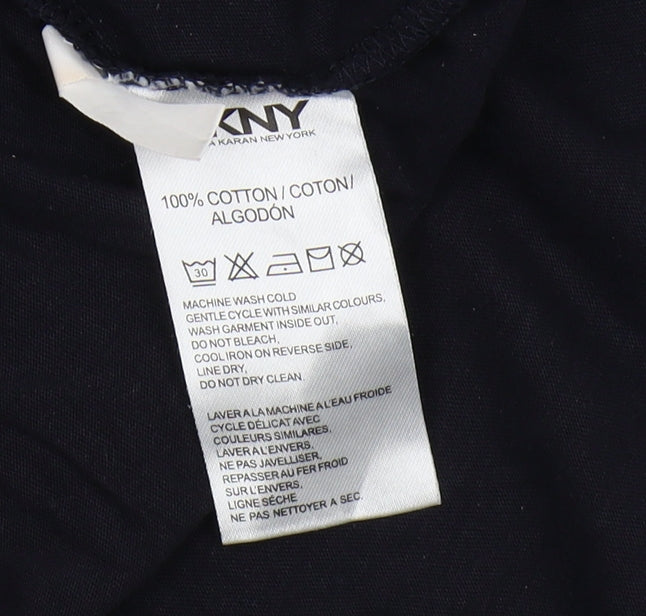 KNY
A KARAN NEW YORK
100% COTTON / COTON/
ALGODÓN
30
MACHINE WASH COLD
GENTLE CYCLE WITH SIMILAR COLOURS,
WASH GARMENT INSIDE OUT,
DO NOT BLEACH,
COOL IRON ON REVERSE SIDE,
LINE DRY,
DO NOT DRY CLEAN.
LAVER A LA MACHINE A L'EAU FROIDE
CYCLE DÉLICAT AVEC
COULEURS SIMILAIRES,
LAVER A L'ENVERS,
NE PAS JAVELLISER,
REPASSER AU FER FROID
SUR L'ENVERS,
LIGNE SÉCHE
NE PAS NETTOYER A SEC.